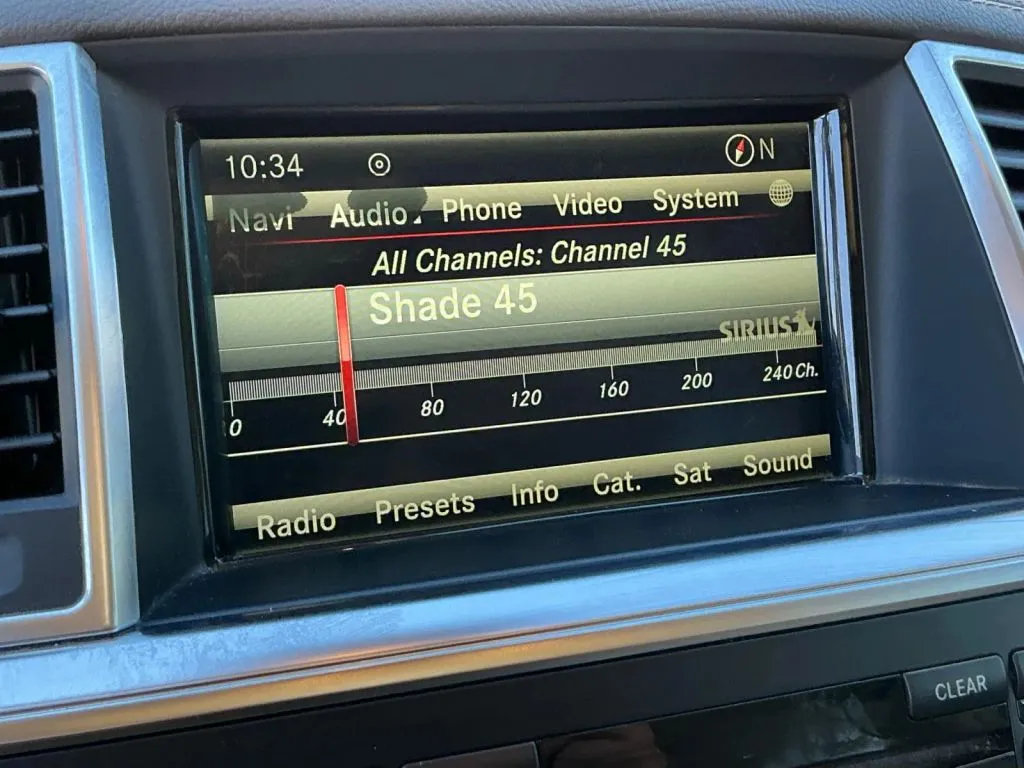 10:34 N
Navi Audio Phone Video System
All Channels: Channel 45
Shade 45
SIRIUS
0 40 80 120 160 200 240 Ch.
Radio Presets Info Cat. Sat Sound
CLEAR